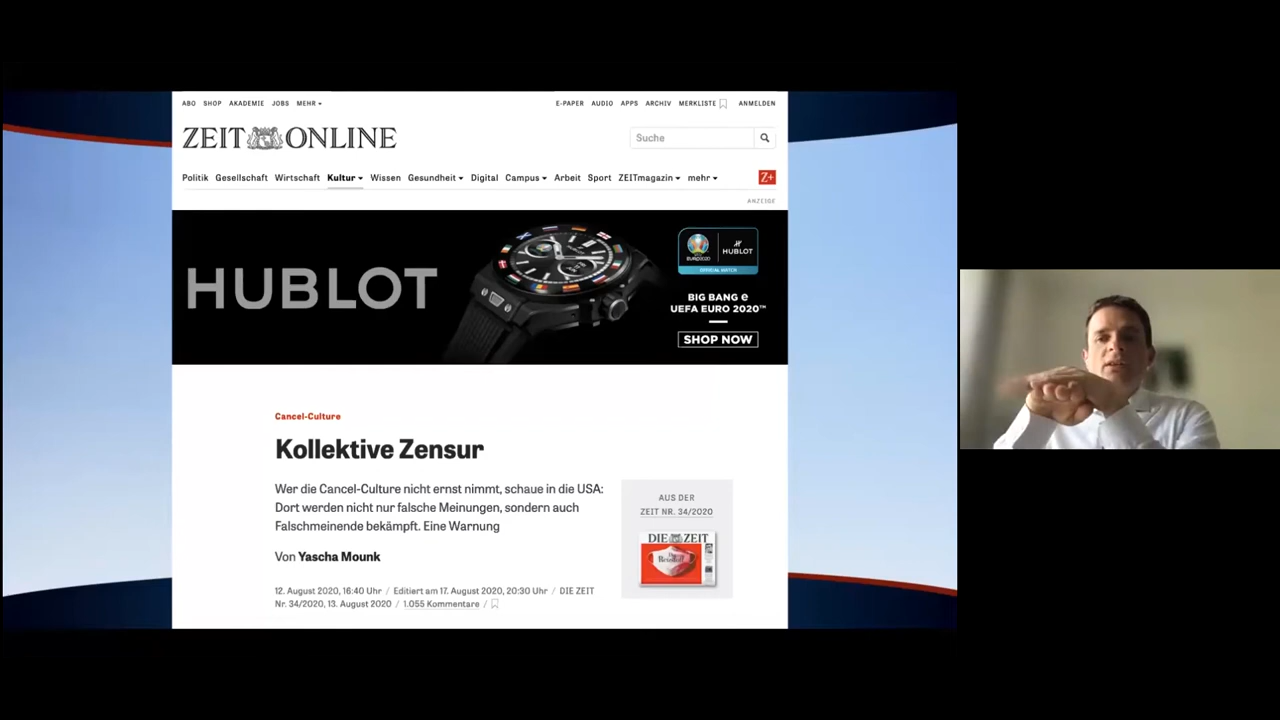 ABO SHOP AKADEMIE JOBS MEHR
E-PAPER AUDIO APPS ARCHIV MERKLISTE ANMELDEN
ZEIT ONLINE
Suche
Politik Gesellschaft Wirtschaft Kultur Wissen Gesundheit Digital Campus Arbeit Sport ZEITmagazin mehr
Z+
ANZEIGE
HUBLOT
EURO2020
HUBLOT
OFFICIAL WATCH
BIG BANG e
UEFA EURO 2020™
SHOP NOW
Cancel-Culture
Kollektive Zensur
Wer die Cancel-Culture nicht ernst nimmt, schaue in die USA:
Dort werden nicht nur falsche Meinungen, sondern auch
Falschmeinende bekämpft. Eine Warnung
Von Yascha Mounk
12. August 2020, 16:40 Uhr / Editiert am 17. August 2020, 20:30 Uhr / DIE ZEIT
Nr. 34/2020, 13. August 2020 / 1.055 Kommentare /
AUS DER
ZEIT NR. 34/2020
DIE ZEIT